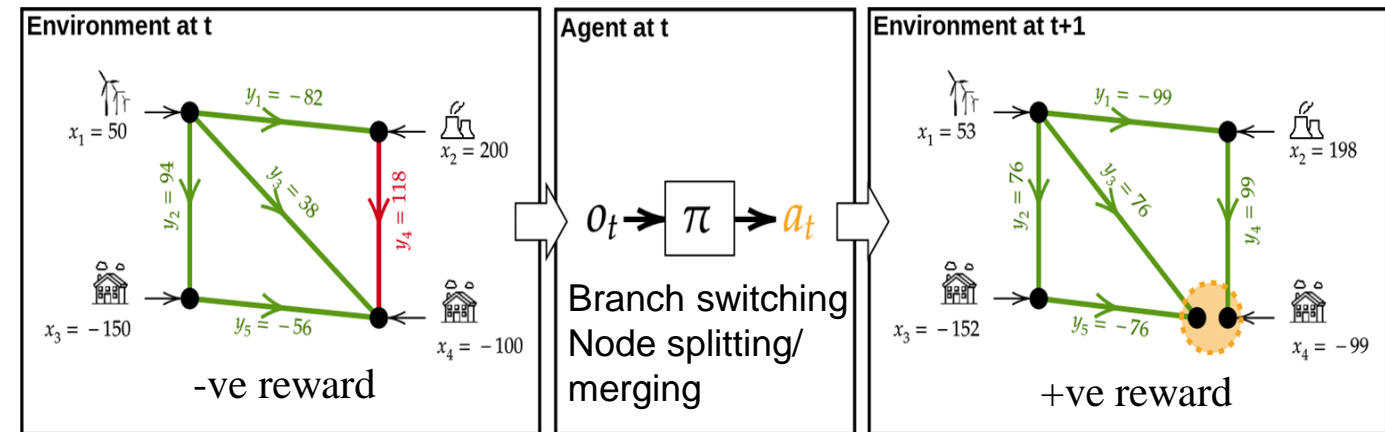 Environment at t
y₁ = −82
x₁ = 50
x₂ = 200
y₂ = 94
y₃ = 38
y₄ = 118
x₃ = −150
y₅ = −56
x₄ = −100
-ve reward
Agent at t
oₜ π aₜ
Branch switching
Node splitting/
merging
Environment at t+1
y₁ = −99
x₁ = 53
x₂ = 198
y₂ = 76
y₃ = 76
y₄ = 99
x₃ = −152
y₅ = −76
x₄ = −99
+ve reward